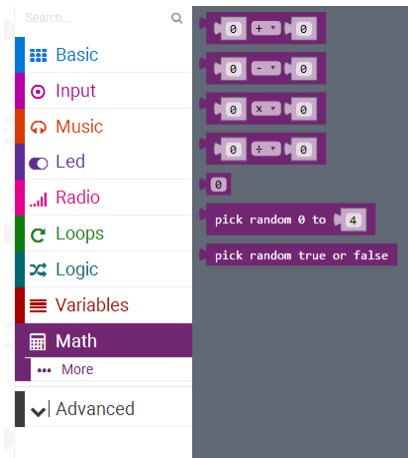 Search...
Basic
Input
Music
Led
Radio
Loops
Logic
Variables
Math
More
Advanced
0 + 0
0 - 0
0 x 0
0 ÷ 0
0
pick random 0 to 4
pick random true or false